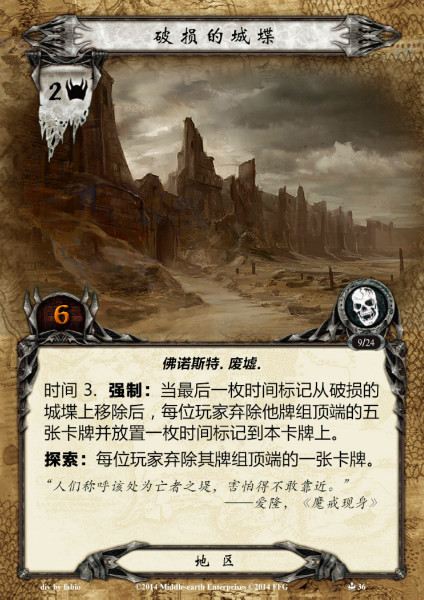 破损的城堞
2
6
9/24
佛诺斯特. 废墟.
时间 3. 强制：当最后一枚时间标记从破损的
城堞上移除后，每位玩家弃除他牌组顶端的五
张卡牌并放置一枚时间标记到本卡牌上。
探索：每位玩家弃除其牌组顶端的一张卡牌。
“人们称呼该处为亡者之堤，害怕得不敢靠近。”
——爱隆，《魔戒现身》
地 区
diy by fabio ©2014 Middle-earth Enterprises ©2014 FFG 36